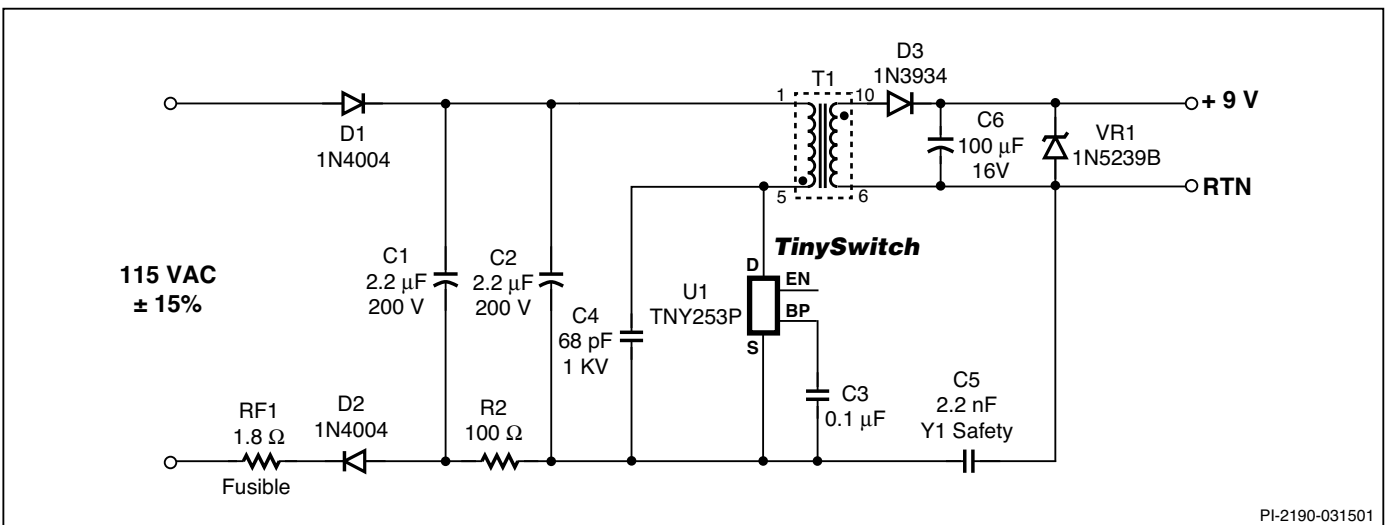 D1
1N4004
115 VAC
± 15%
RF1
1.8 Ω
Fusible
D2
1N4004
C1
2.2 µF
200 V
R2
100 Ω
C2
2.2 µF
200 V
C4
68 pF
1 KV
T1
1
5
10
6
D3
1N3934
C6
100 µF
16V
VR1
1N5239B
+ 9 V
RTN
TinySwitch
U1
TNY253P
D
EN
BP
S
C3
0.1 µF
C5
2.2 nF
Y1 Safety
PI-2190-031501